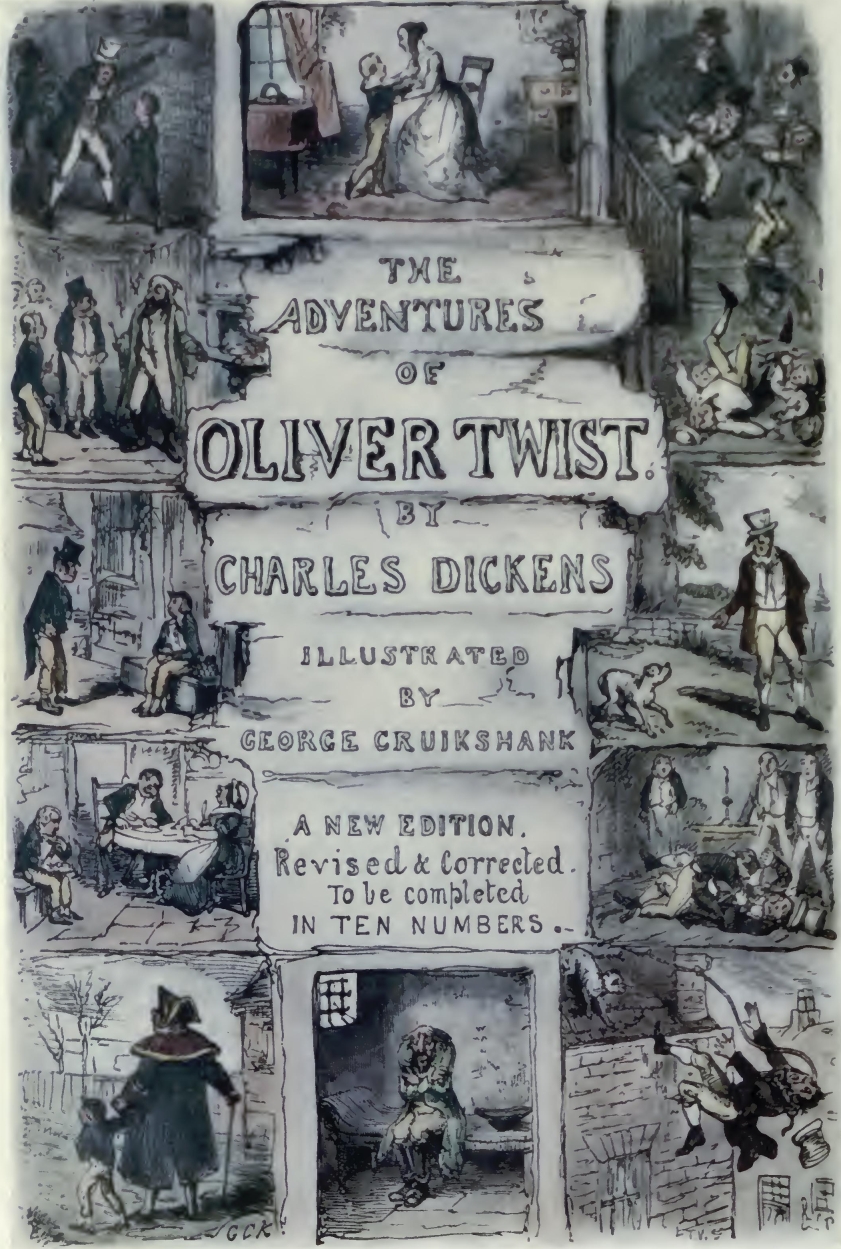 THE
ADVENTURES
OF
OLIVER TWIST.
BY
CHARLES DICKENS
ILLUSTRATED
BY
GEORGE CRUIKSHANK
A NEW EDITION.
Revised & Corrected.
To be completed
IN TEN NUMBERS.
GCK